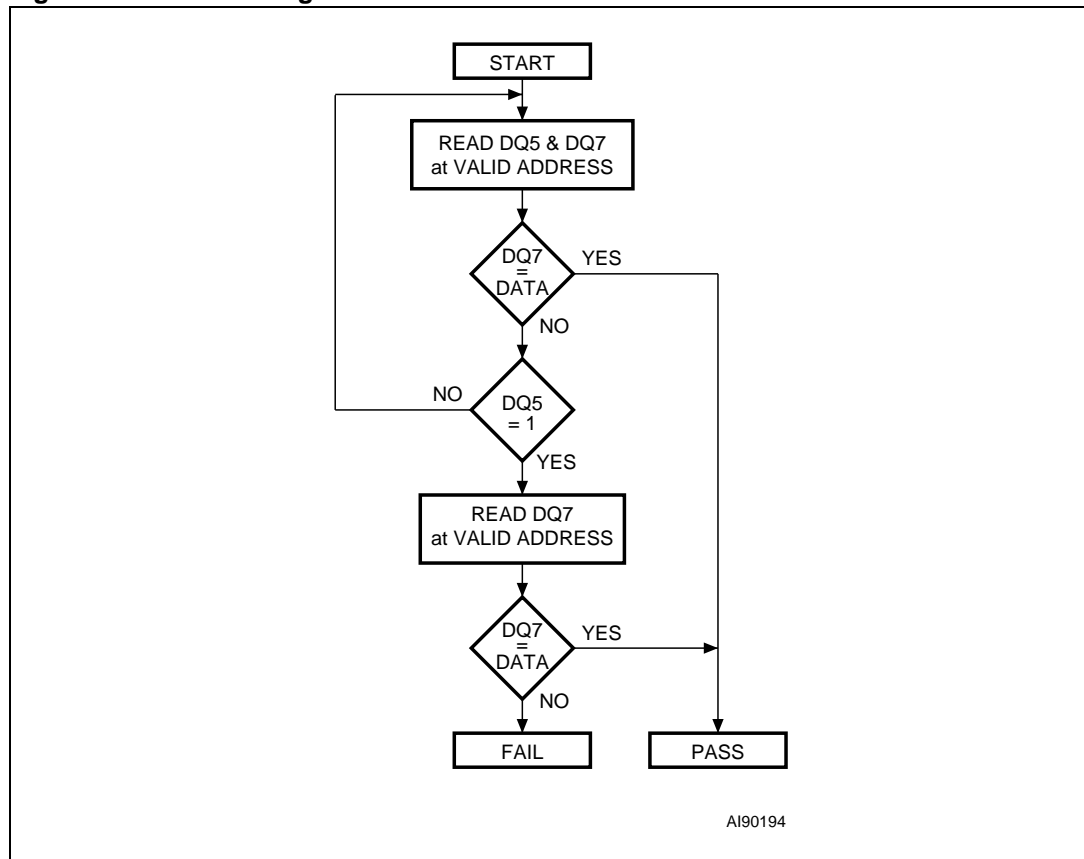 START
READ DQ5 & DQ7
at VALID ADDRESS
DQ7
=
DATA
YES
NO
DQ5
= 1
NO
YES
READ DQ7
at VALID ADDRESS
DQ7
=
DATA
YES
NO
FAIL
PASS
AI90194